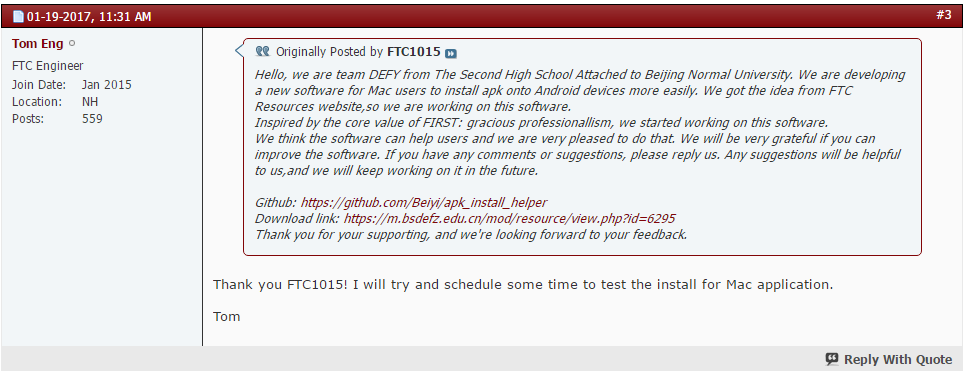 01-19-2017, 11:31 AM
#3
Tom Eng
FTC Engineer
Join Date: Jan 2015
Location: NH
Posts: 559
Originally Posted by FTC1015
Hello, we are team DEFY from The Second High School Attached to Beijing Normal University. We are developing
a new software for Mac users to install apk onto Android devices more easily. We got the idea from FTC
Resources website,so we are working on this software.
Inspired by the core value of FIRST: gracious professionallism, we started working on this software.
We think the software can help users and we are very pleased to do that. We will be very grateful if you can
improve the software. If you have any comments or suggestions, please reply us. Any suggestions will be helpful
to us,and we will keep working on it in the future.
Github: https://github.com/Beiyi/apk_install_helper
Download link: https://m.bsdefz.edu.cn/mod/resource/view.php?id=6295
Thank you for your supporting, and we're looking forward to your feedback.
Thank you FTC1015! I will try and schedule some time to test the install for Mac application.
Tom
Reply With Quote